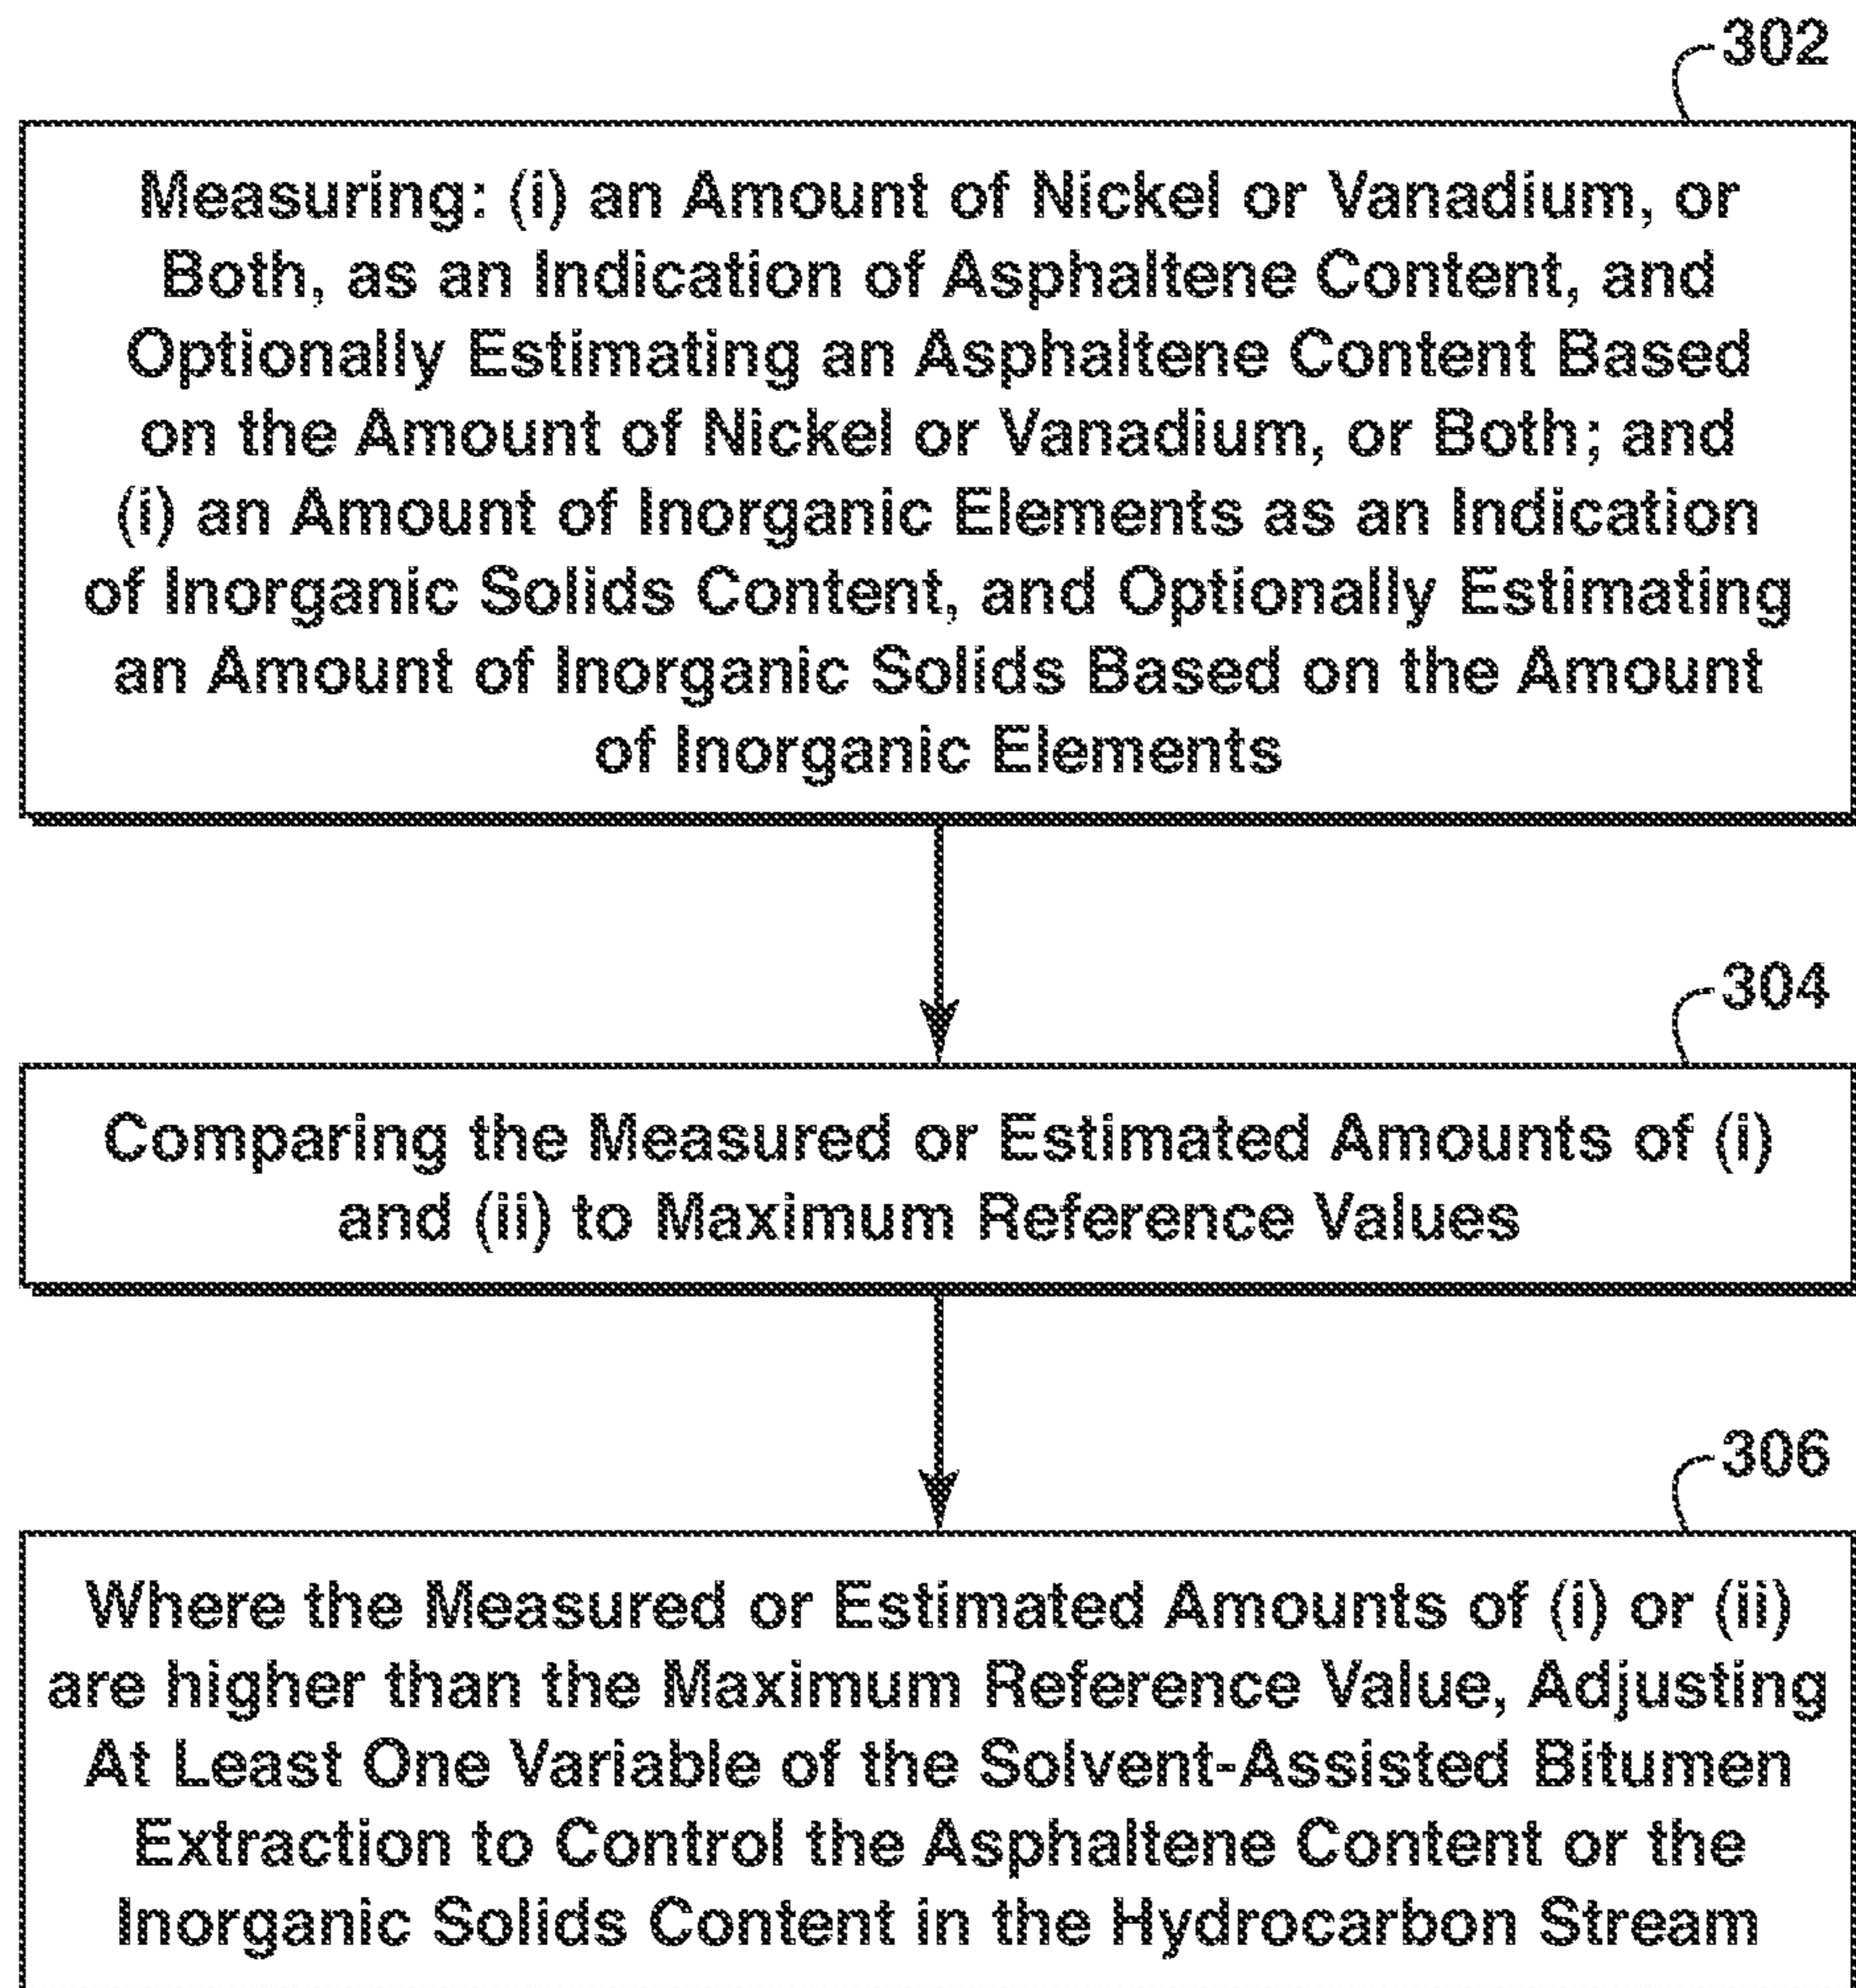 302
Measuring: (i) an Amount of Nickel or Vanadium, or
Both, as an Indication of Asphaltene Content, and
Optionally Estimating an Asphaltene Content Based
on the Amount of Nickel or Vanadium, or Both; and
(i) an Amount of Inorganic Elements as an Indication
of Inorganic Solids Content, and Optionally Estimating
an Amount of Inorganic Solids Based on the Amount
of Inorganic Elements
304
Comparing the Measured or Estimated Amounts of (i)
and (ii) to Maximum Reference Values
306
Where the Measured or Estimated Amounts of (i) or (ii)
are higher than the Maximum Reference Value, Adjusting
At Least One Variable of the Solvent-Assisted Bitumen
Extraction to Control the Asphaltene Content or the
Inorganic Solids Content in the Hydrocarbon Stream